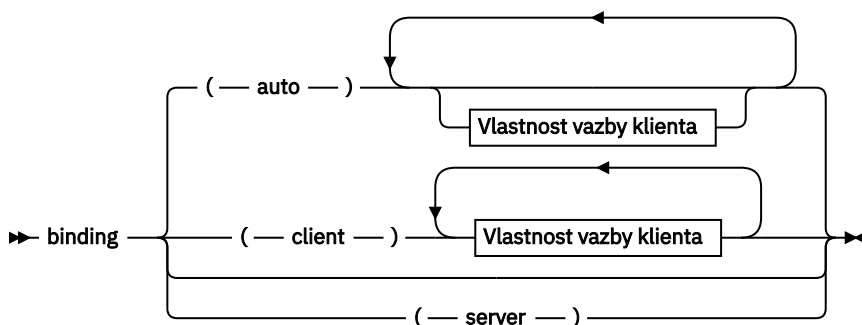 ( auto )
Vlastnost vazby klienta
binding ( client ) Vlastnost vazby klienta
( server )